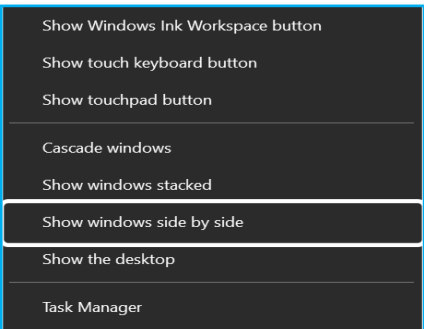 Show Windows Ink Workspace button
Show touch keyboard button
Show touchpad button
Cascade windows
Show windows stacked
Show windows side by side
Show the desktop
Task Manager